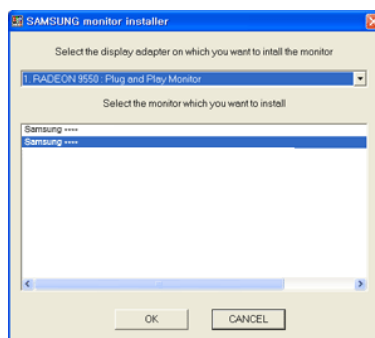 SAMSUNG monitor installer
Select the display adapter on which you want to intall the monitor
1. RADEON 9550 : Plug and Play Monitor
Select the monitor which you want to install
Samsung ****
Samsung ****
OK
CANCEL